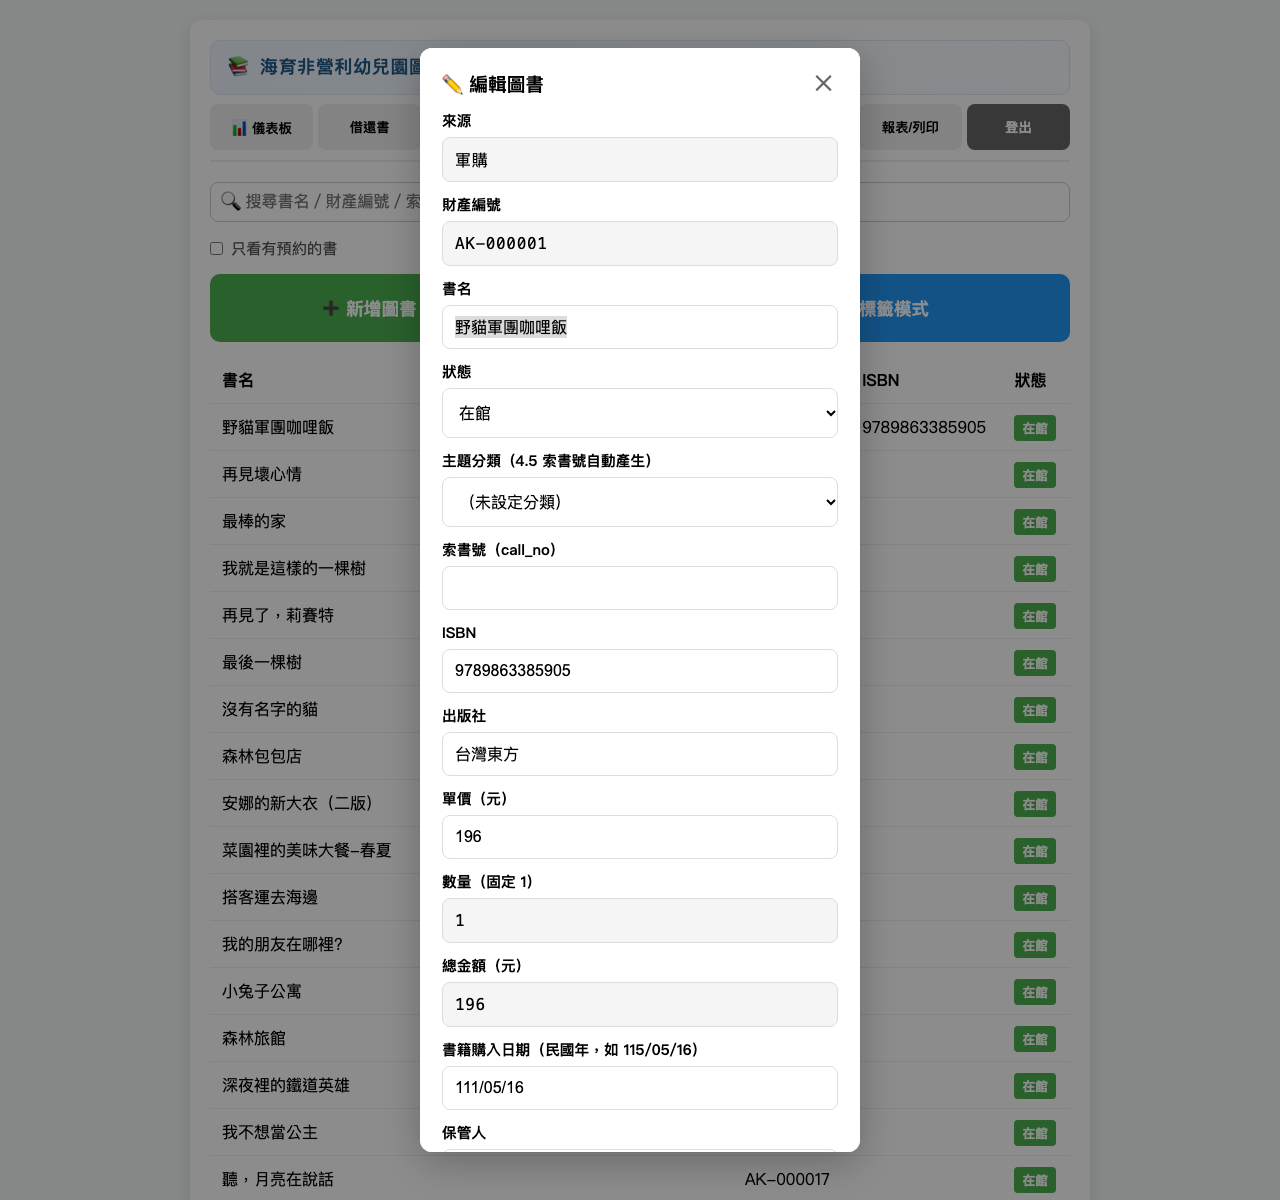 📚 海育非營利幼兒園圖
📊 儀表板
借還書
報表/列印
登出
🔍 搜尋書名 / 財產編號 / 索
只看有預約的書
➕ 新增圖書
標籤模式
書名
ISBN
狀態
野貓軍團咖哩飯
9789863385905
在館
再見壞心情
在館
最棒的家
在館
我就是這樣的一棵樹
在館
再見了，莉賽特
在館
最後一棵樹
在館
沒有名字的貓
在館
森林包包店
在館
安娜的新大衣（二版）
在館
菜園裡的美味大餐–春夏
在館
搭客運去海邊
在館
我的朋友在哪裡?
在館
小兔子公寓
在館
森林旅館
在館
深夜裡的鐵道英雄
在館
我不想當公主
在館
聽，月亮在說話
AK–000017
在館
✏️ 編輯圖書
來源
軍購
財產編號
AK–000001
書名
野貓軍團咖哩飯
狀態
在館
主題分類（4.5 索書號自動產生）
（未設定分類）
索書號（call_no）
ISBN
9789863385905
出版社
台灣東方
單價（元）
196
數量（固定 1）
1
總金額（元）
196
書籍購入日期（民國年，如 115/05/16）
111/05/16
保管人